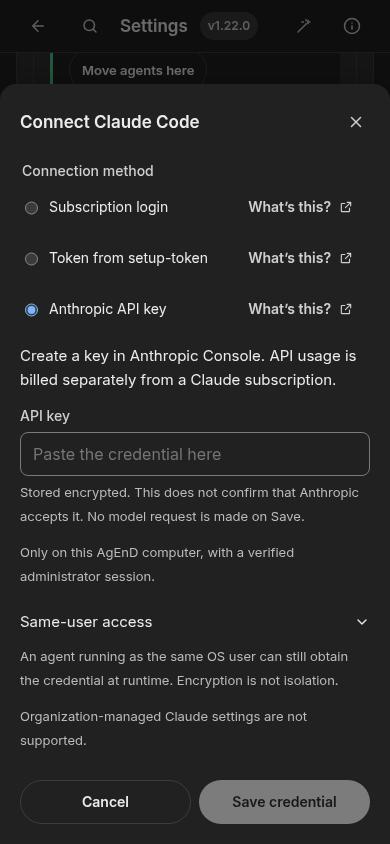 Settings v1.22.0
Move agents here
Connect Claude Code
Connection method
Subscription login What's this?
Token from setup-token What's this?
Anthropic API key What's this?
Create a key in Anthropic Console. API usage is
billed separately from a Claude subscription.
API key
Paste the credential here
Stored encrypted. This does not confirm that Anthropic
accepts it. No model request is made on Save.
Only on this AgEnD computer, with a verified
administrator session.
Same-user access
An agent running as the same OS user can still obtain
the credential at runtime. Encryption is not isolation.
Organization-managed Claude settings are not
supported.
Cancel Save credential